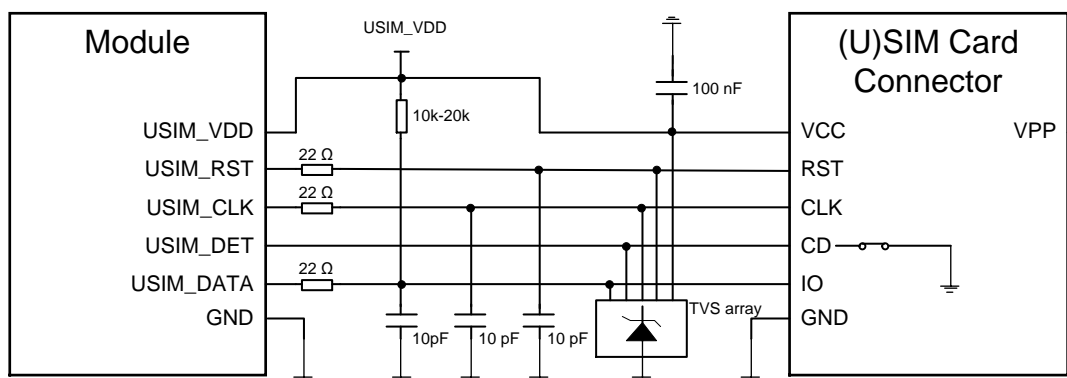 Module
USIM_VDD
(U)SIM Card
Connector
100 nF
10k-20k
USIM_VDD
VCC
VPP
22 Ω
USIM_RST
RST
22 Ω
USIM_CLK
CLK
USIM_DET
CD
22 Ω
USIM_DATA
IO
TVS array
GND
GND
10pF
10 pF
10 pF